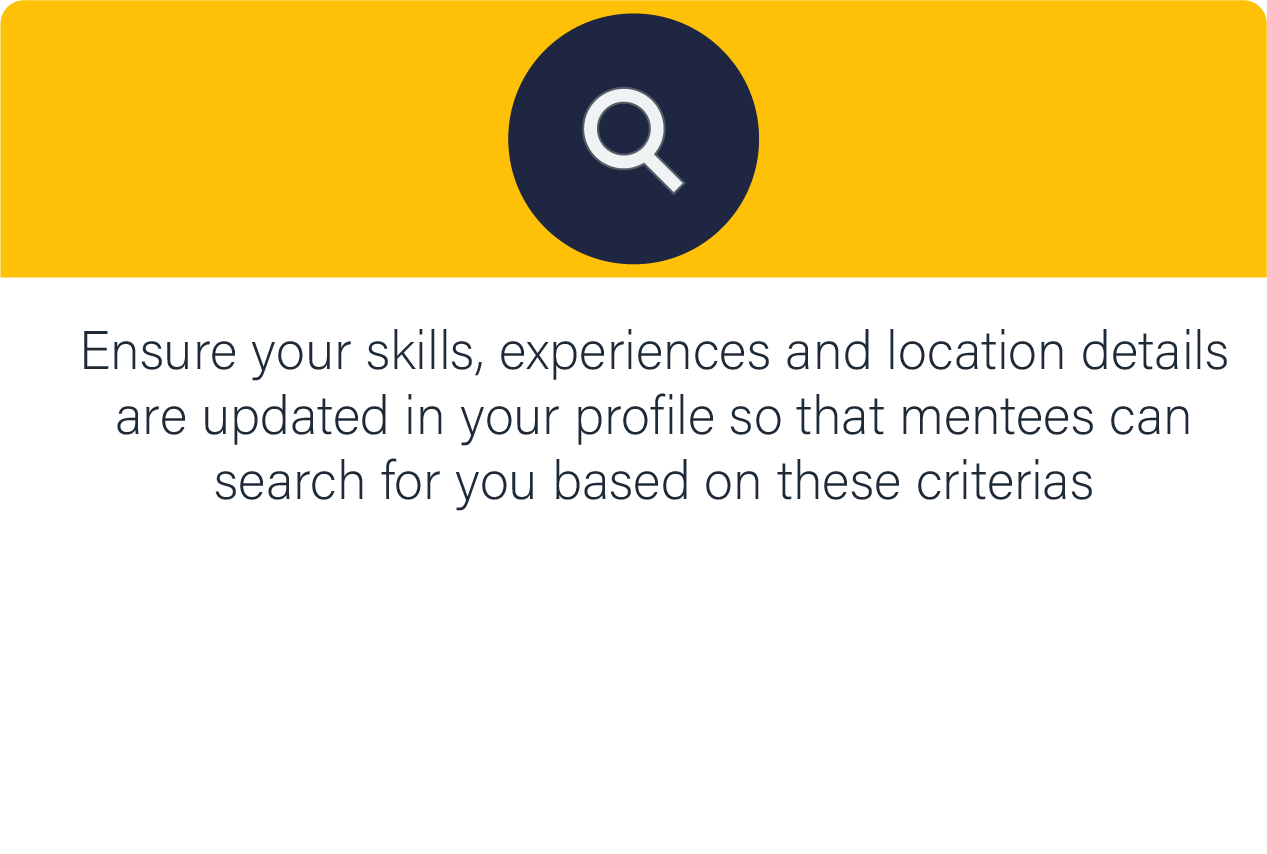 Ensure your skills, experiences and location details
are updated in your profile so that mentees can
search for you based on these criterias